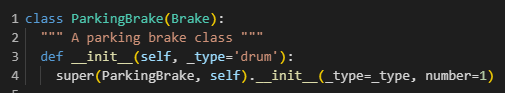 1 class ParkingBrake(Brake):
2   """ A parking brake class """
3   def __init__(self, _type='drum'):
4     super(ParkingBrake, self).__init__(_type=_type, number=1)